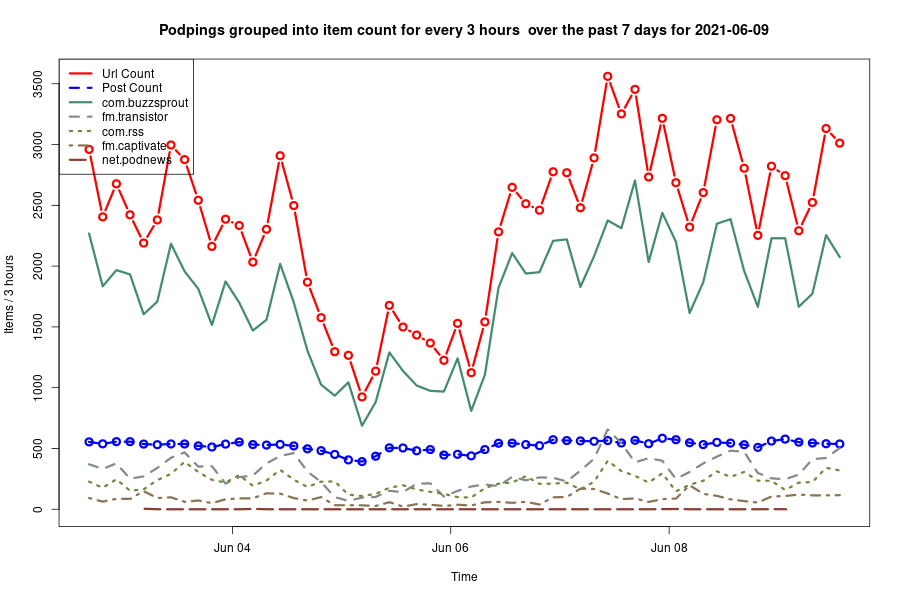 Podpings grouped into item count for every 3 hours  over the past 7 days for 2021-06-09
Url Count
Post Count
com.buzzsprout
fm.transistor
com.rss
fm.captivate
net.podnews
3500
3000
2500
2000
1500
1000
500
0
Items / 3 hours
Jun 04
Jun 06
Jun 08
Time